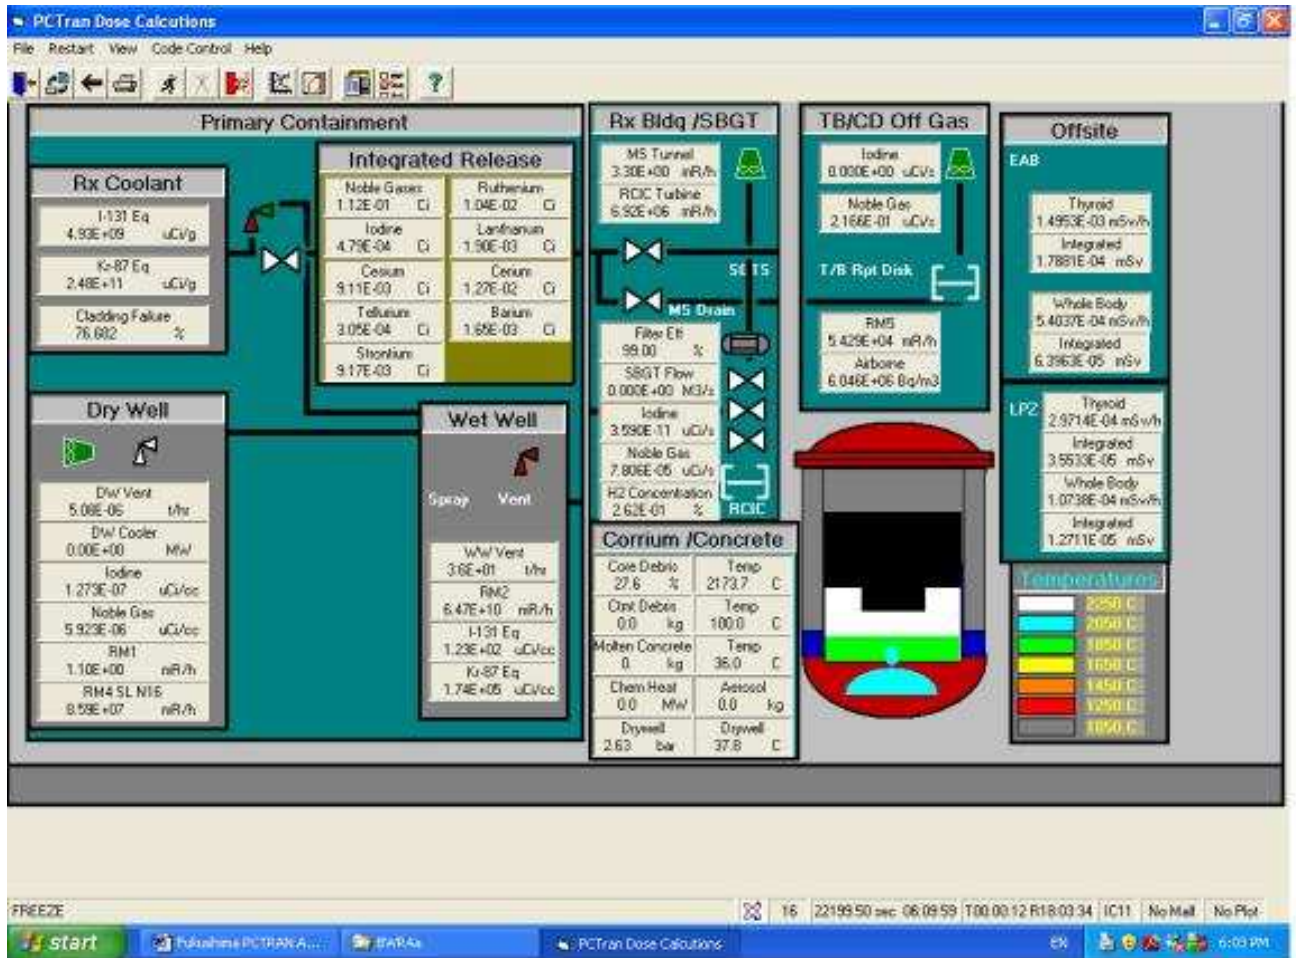 PCTran Dose Calcutions
File Restart View Code Control Help
Primary Containment
Rx Coolant
I-131 Eq
4.93E+09 uCi/g
Kr-87 Eq
2.48E+11 uCi/g
Cladding Failure
76.682 %
Integrated Release
Noble Gases Ruthenium
1.12E-01 Ci 1.04E-02 Ci
Iodine Lanthanum
4.79E-04 Ci 1.90E-03 Ci
Cesium Cerium
9.11E-03 Ci 1.27E-02 Ci
Tellurium Barium
3.05E-04 Ci 1.65E-03 Ci
Strontium
9.17E-03 Ci
Dry Well
DW Vent
5.08E-06 t/hr
DW Cooler
0.00E+00 MW
Iodine
1.273E-07 uCi/cc
Noble Gas
5.923E-06 uCi/cc
RM1
1.10E+00 mR/h
RM4 SL N16
8.59E+07 mR/h
Wet Well
Spray Vent
WW Vent
3.6E+01 t/hr
RM2
6.47E+10 mR/h
I-131 Eq
1.23E+02 uCi/cc
Kr-87 Eq
1.74E+05 uCi/cc
Rx Bldg /SBGT
MS Tunnel
3.30E+00 mR/h
RCIC Turbine
6.92E+06 mR/h
SGTS
MS Drain
Filter Eff
99.00 %
SBGT Flow
0.000E+00 M3/s
Iodine
3.590E-11 uCi/s
Noble Gas
7.806E-05 uCi/s
H2 Concentration
2.62E-01 %
RCIC
TB/CD Off Gas
Iodine
0.000E+00 uCi/s
Noble Gas
2.166E-01 uCi/s
T/B Rpt Disk
RM5
5.429E+04 mR/h
Airborne
6.046E+06 Bq/m3
Corrium /Concrete
Core Debris Temp
27.6 % 2173.7 C
Ctmt Debris Temp
0.0 kg 100.0 C
Molten Concrete Temp
0. kg 36.0 C
Chem Heat Aerosol
0.0 MW 0.0 kg
Drywell Drywell
2.63 bar 37.8 C
Offsite
EAB
Thyroid
1.4953E-03 mSv/h
Integrated
1.7881E-04 mSv
Whole Body
5.4037E-04 mSv/h
Integrated
6.3963E-05 mSv
LPZ
Thyroid
2.9714E-04 mSv/h
Integrated
3.5533E-05 mSv
Whole Body
1.0738E-04 mSv/h
Integrated
1.2711E-05 mSv
Temperatures
2250 C
2050 C
1850 C
1650 C
1450 C
1250 C
1050 C
FREEZE 16 22199.50 sec 06:09:59 T00:00:12 R18:03:34 IC11 No Mail No Plot
start Fukushima PCTRAN A... BWRA4 PCTran Dose Calcutions EN 6:03 PM